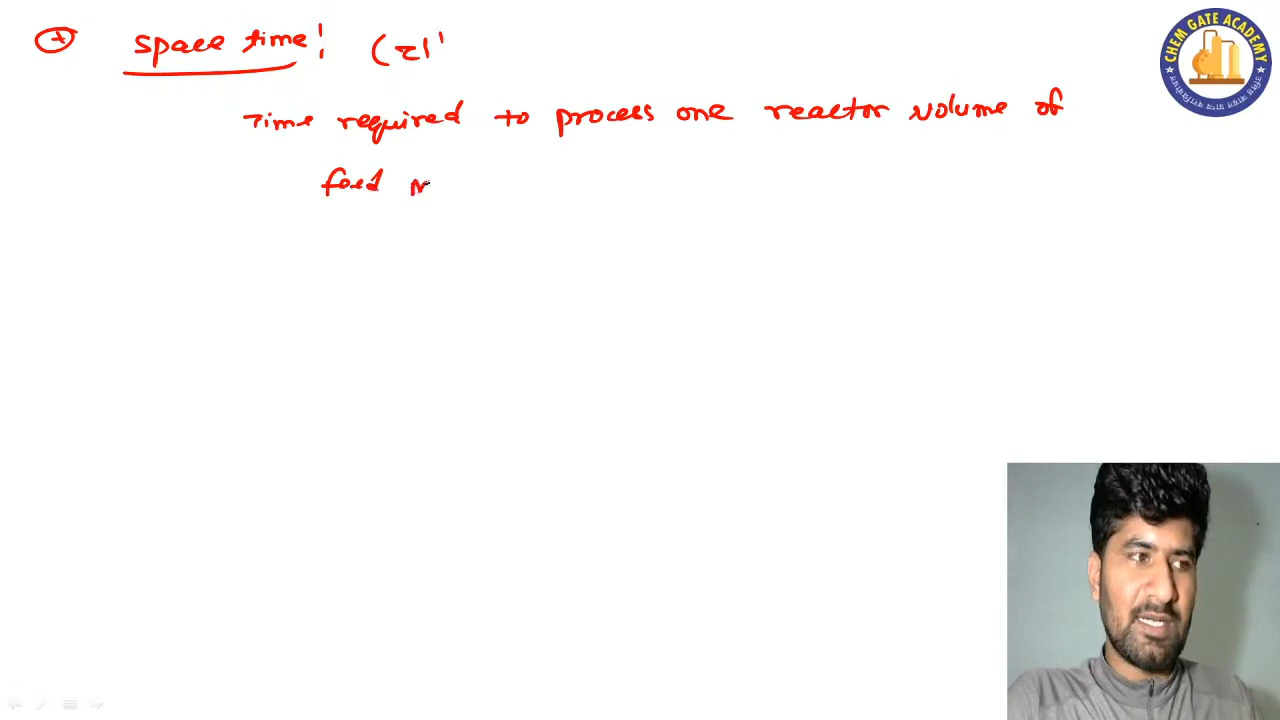 space time : (τ)
Time required to process one reactor volume of
feed M
CHEM GATE ACADEMY